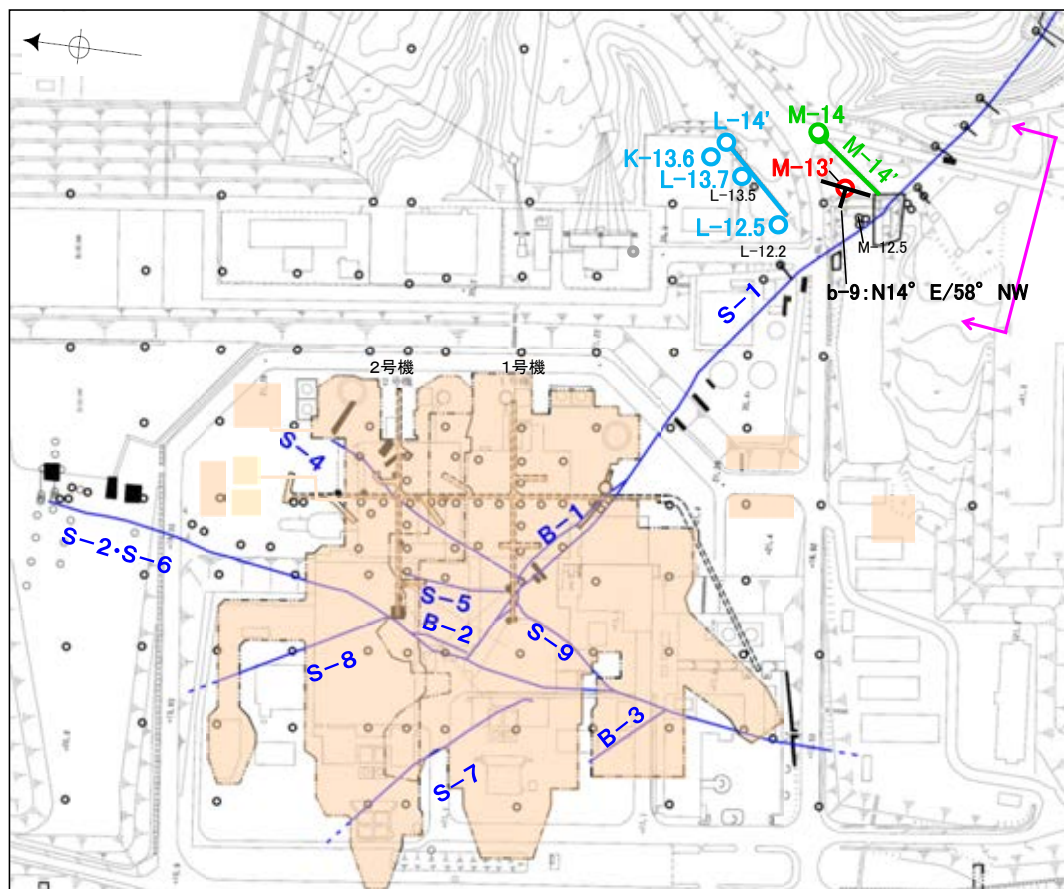 M-14
L-14'
K-13.6
M-14'
M-13'
L-13.7
L-13.5
L-12.5
M-12.5
L-12.2
b-9:N14° E/58° NW
S-1
2号機
1号機
S-4
B-1
S-2・S-6
S-5
B-2
S-9
S-8
B-3
S-7